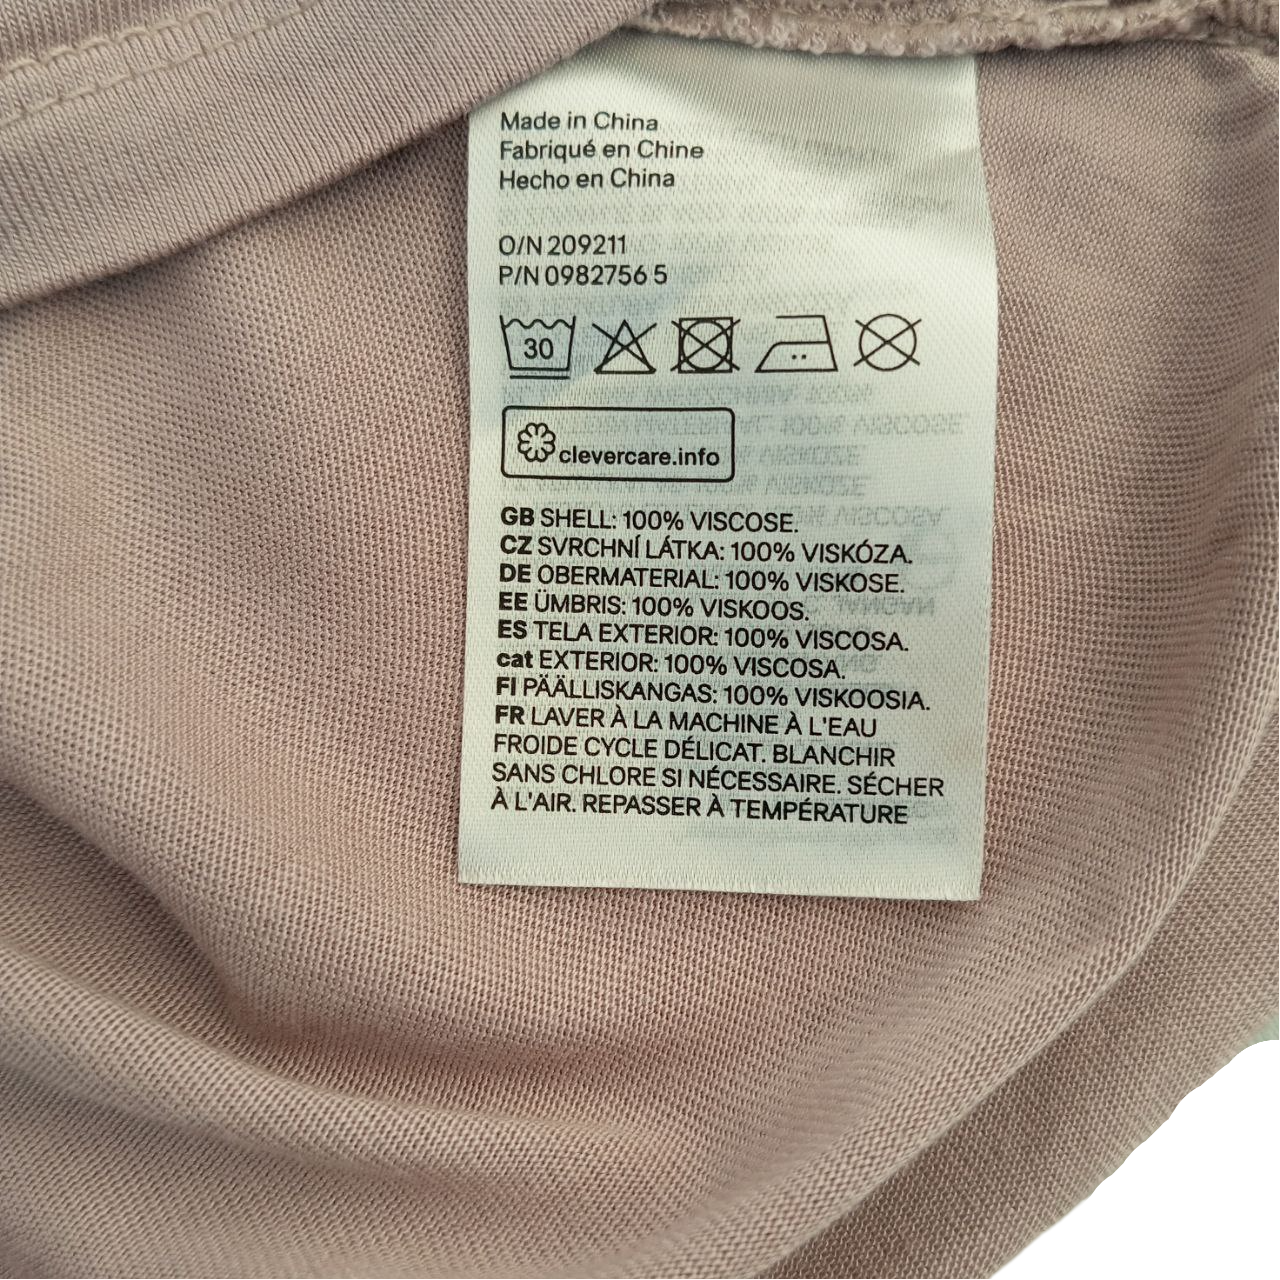 Made in China
Fabriqué en Chine
Hecho en China
O/N 209211
P/N 0982756 5
30
clevercare.info
GB SHELL: 100% VISCOSE.
CZ SVRCHNÍ LÁTKA: 100% VISKÓZA.
DE OBERMATERIAL: 100% VISKOSE.
EE ÜMBRIS: 100% VISKOOS.
ES TELA EXTERIOR: 100% VISCOSA.
cat EXTERIOR: 100% VISCOSA.
FI PÄÄLLISKANGAS: 100% VISKOOSIA.
FR LAVER À LA MACHINE À L'EAU
FROIDE CYCLE DÉLICAT. BLANCHIR
SANS CHLORE SI NÉCESSAIRE. SÉCHER
À L'AIR. REPASSER À TEMPÉRATURE